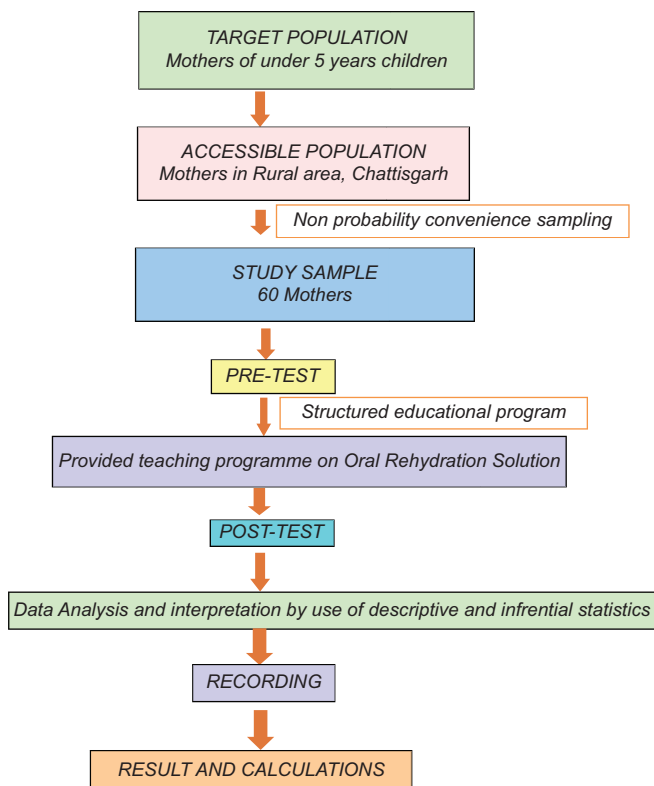 TARGET POPULATION
Mothers of under 5 years children
ACCESSIBLE POPULATION
Mothers in Rural area, Chattisgarh
Non probability convenience sampling
STUDY SAMPLE
60 Mothers
PRE-TEST
Structured educational program
Provided teaching programme on Oral Rehydration Solution
POST-TEST
Data Analysis and interpretation by use of descriptive and infrential statistics
RECORDING
RESULT AND CALCULATIONS